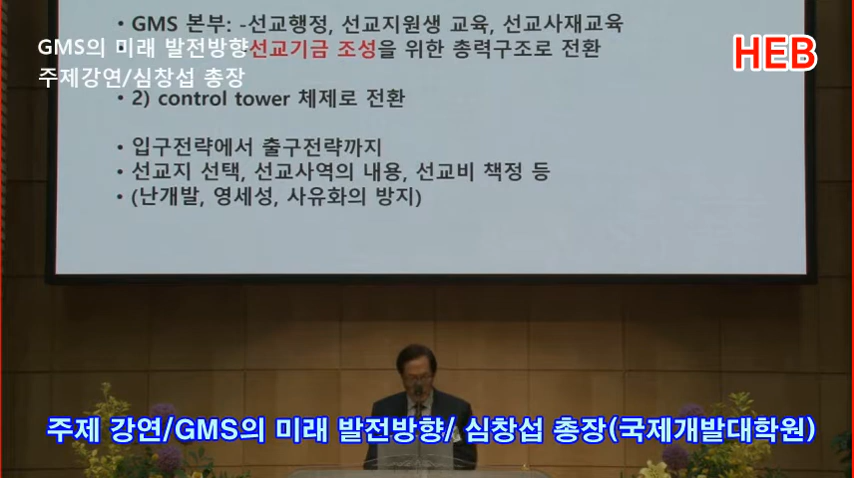 • GMS 본부: -선교행정, 선교지원생 교육, 선교사재교육
GMS의 미래 발전방향
• 선교기금 조성을 위한 총력구조로 전환
주제강연/심창섭 총장
• 2) control tower 체제로 전환
• 입구전략에서 출구전략까지
• 선교지 선택, 선교사역의 내용, 선교비 책정 등
• (난개발, 영세성, 사유화의 방지)
HEB
주제 강연/GMS의 미래 발전방향/ 심창섭 총장(국제개발대학원)